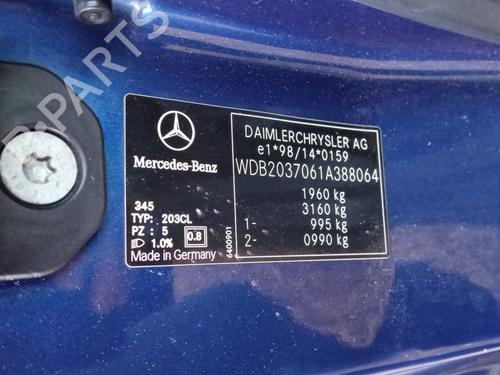 B-PARTS
Mercedes-Benz
345
TYP: 203CL
PZ : 5
1.0%
0.8
Made in Germany
6400901
DAIMLERCHRYSLER AG
e1*98/14*0159
WDB2037061A388064
1960 kg
3160 kg
1- 995 kg
2- 0990 kg